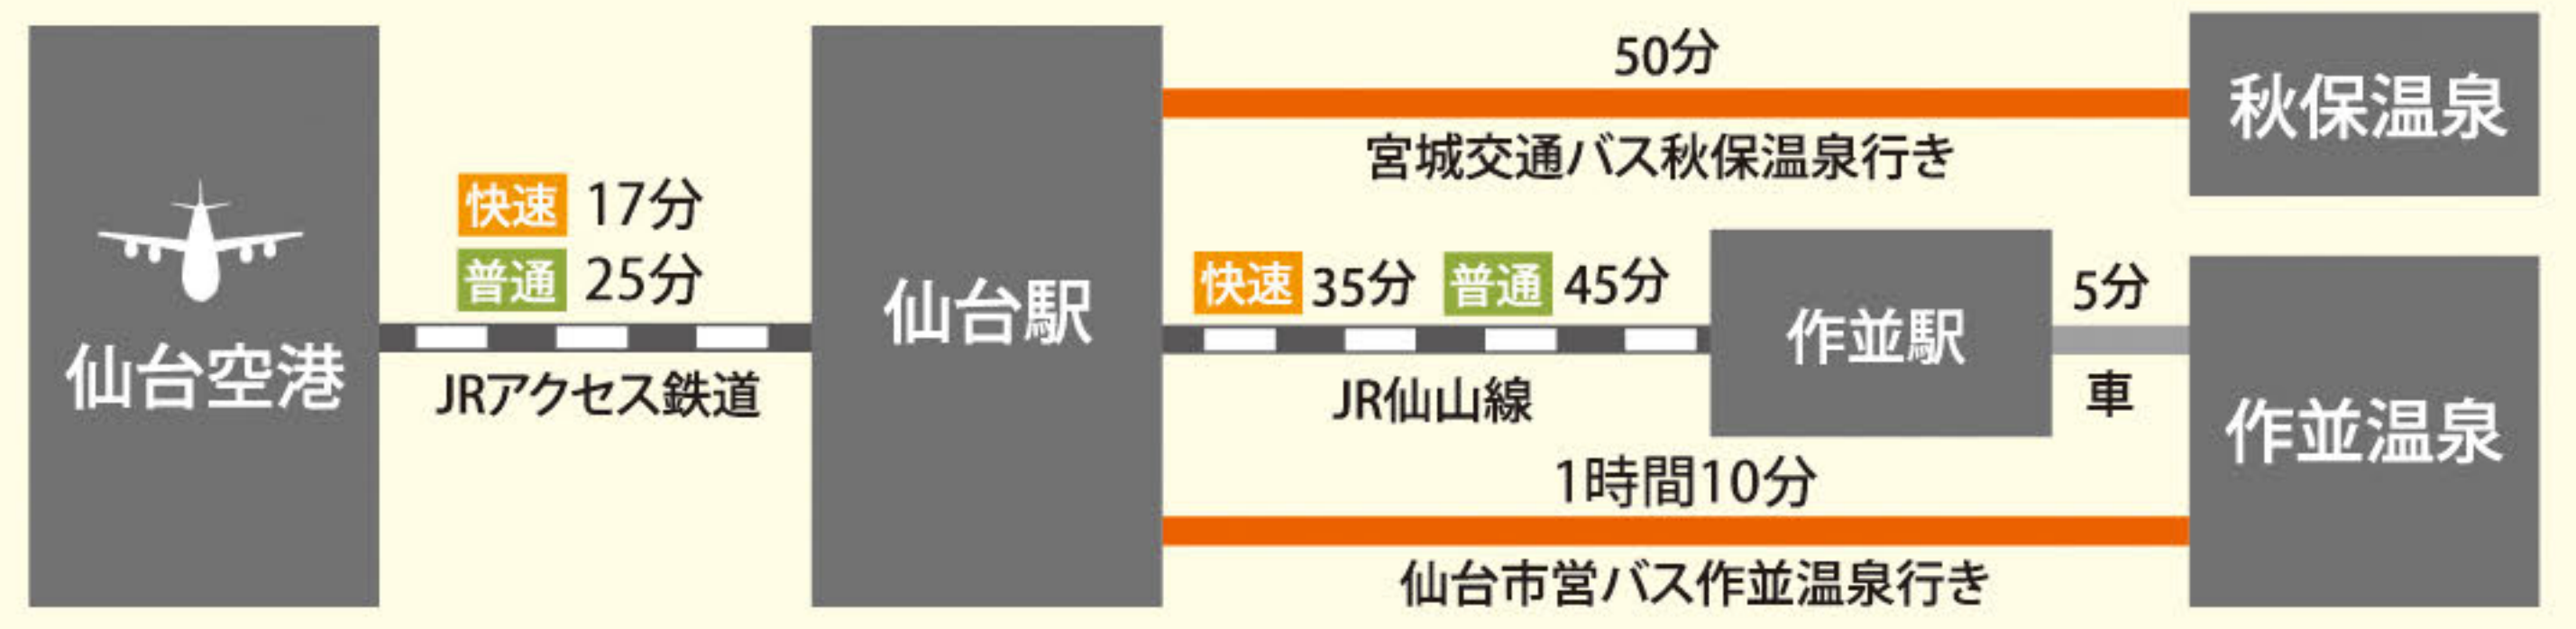 仙台空港
快速 17分
普通 25分
JRアクセス鉄道
仙台駅
50分
宮城交通バス秋保温泉行き
秋保温泉
快速 35分 普通 45分
JR仙山線
作並駅
5分
車
1時間10分
仙台市営バス作並温泉行き
作並温泉